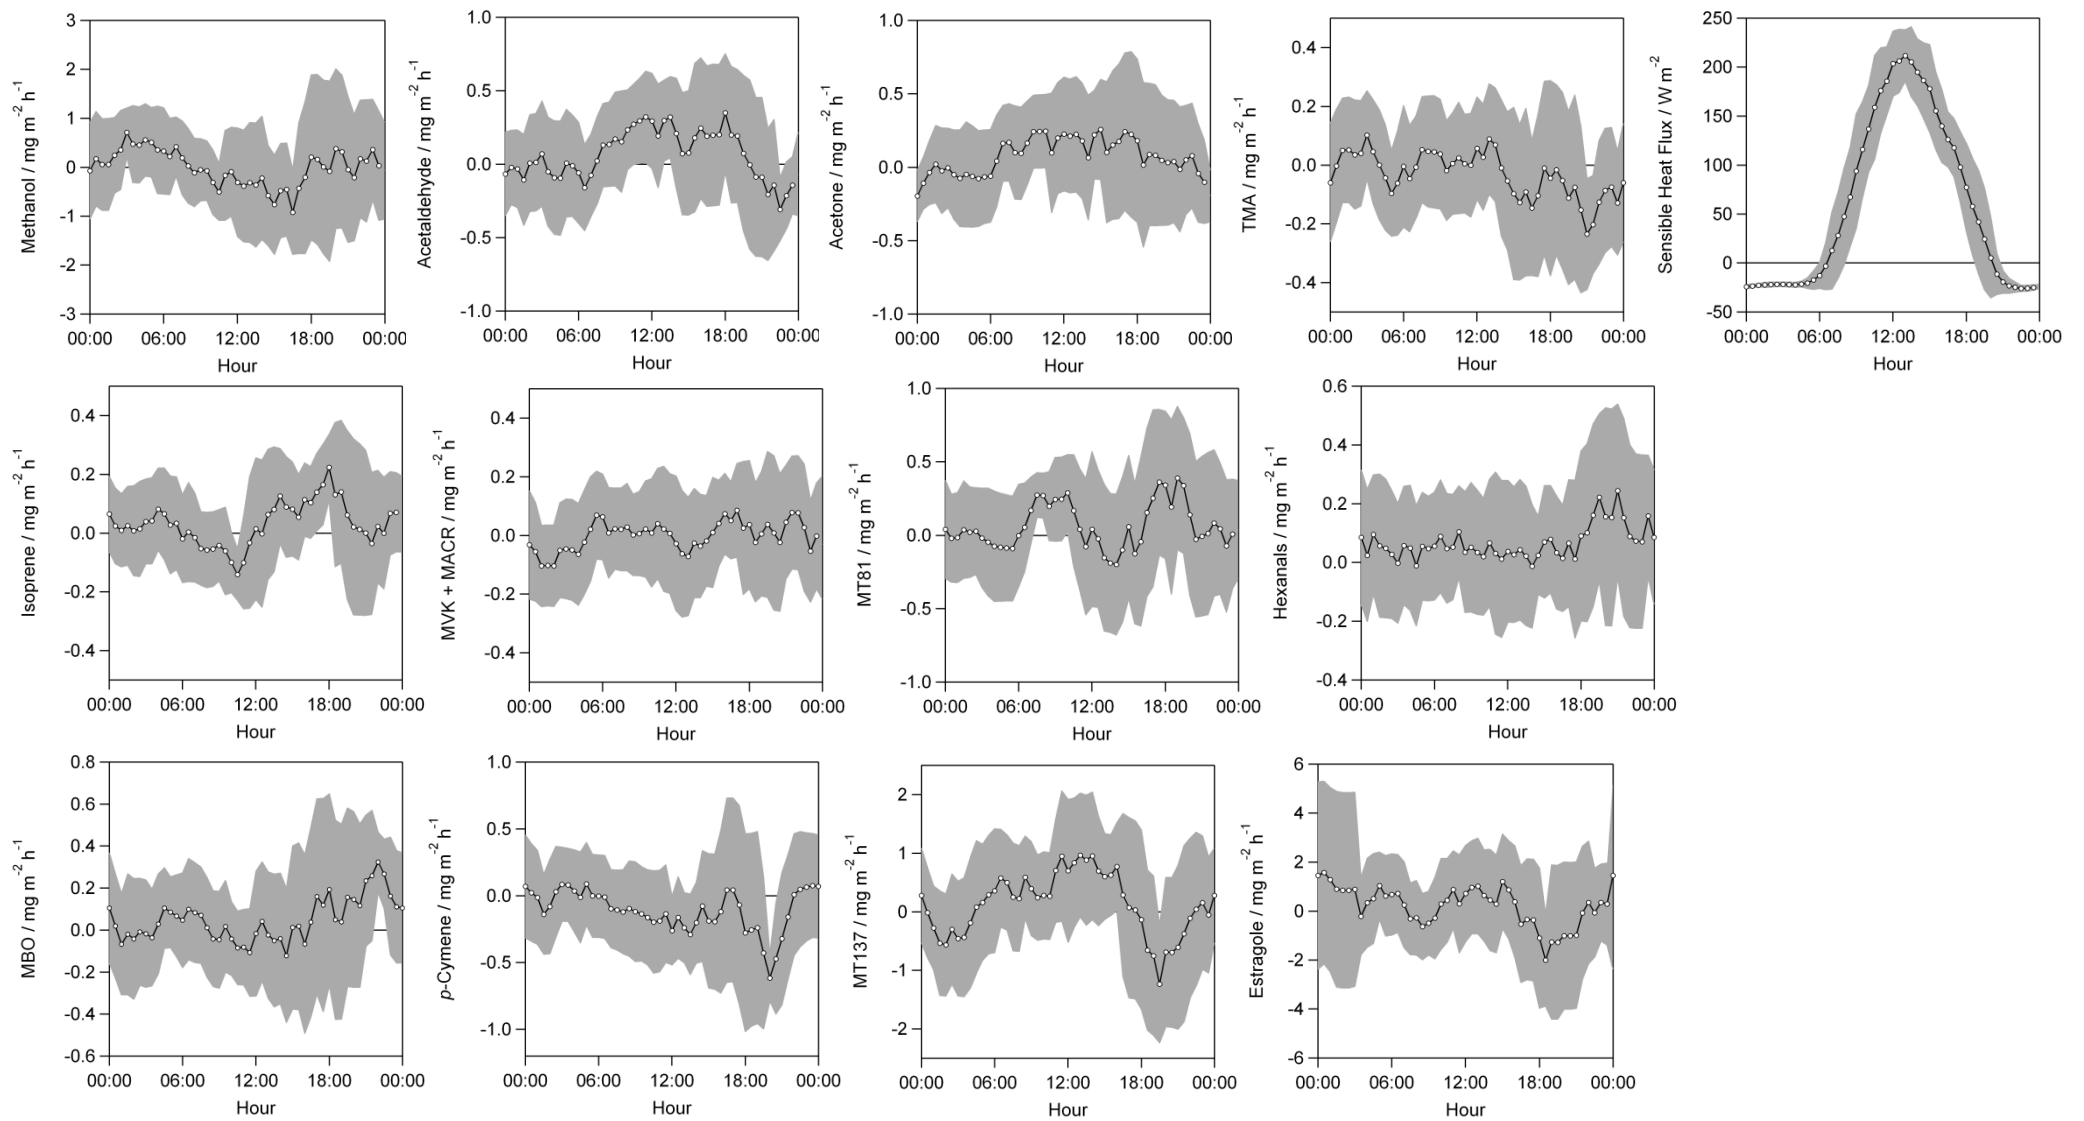 Methanol / mg m-2 h-1
3
2
1
0
-1
-2
-3
00:00 06:00 12:00 18:00 00:00
Hour
Acetaldehyde / mg m-2 h-1
1.0
0.5
0.0
-0.5
-1.0
00:00 06:00 12:00 18:00 00:00
Hour
Acetone / mg m-2 h-1
1.0
0.5
0.0
-0.5
-1.0
00:00 06:00 12:00 18:00 00:00
Hour
TMA / mg m-2 h-1
0.4
0.2
0.0
-0.2
-0.4
00:00 06:00 12:00 18:00 00:00
Hour
Sensible Heat Flux / W m-2
250
200
150
100
50
0
-50
00:00 06:00 12:00 18:00 00:00
Hour
Isoprene / mg m-2 h-1
0.4
0.2
0.0
-0.2
-0.4
00:00 06:00 12:00 18:00 00:00
Hour
MVK + MACR / mg m-2 h-1
0.4
0.2
0.0
-0.2
-0.4
00:00 06:00 12:00 18:00 00:00
Hour
MT81 / mg m-2 h-1
1.0
0.5
0.0
-0.5
-1.0
00:00 06:00 12:00 18:00 00:00
Hour
Hexanals / mg m-2 h-1
0.6
0.4
0.2
0.0
-0.2
-0.4
00:00 06:00 12:00 18:00 00:00
Hour
MBO / mg m-2 h-1
0.8
0.6
0.4
0.2
0.0
-0.2
-0.4
-0.6
00:00 06:00 12:00 18:00 00:00
Hour
p-Cymene / mg m-2 h-1
1.0
0.5
0.0
-0.5
-1.0
00:00 06:00 12:00 18:00 00:00
Hour
MT137 / mg m-2 h-1
2
1
0
-1
-2
00:00 06:00 12:00 18:00 00:00
Hour
Estragole / mg m-2 h-1
6
4
2
0
-2
-4
-6
00:00 06:00 12:00 18:00 00:00
Hour